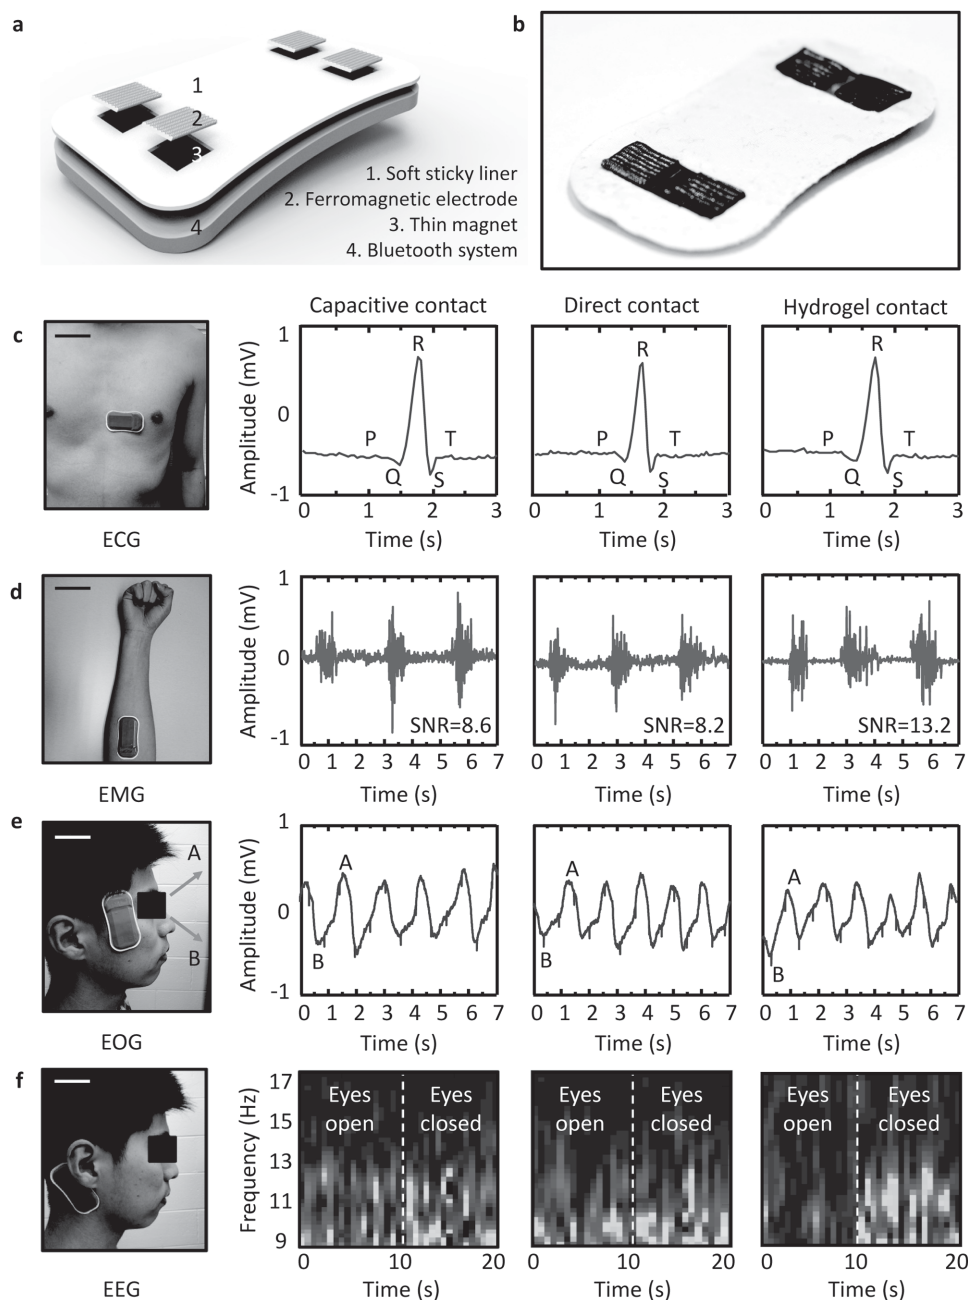 a
1
2
3
4
1. Soft sticky liner
2. Ferromagnetic electrode
3. Thin magnet
4. Bluetooth system
b
c
ECG
Capacitive contact
Direct contact
Hydrogel contact
Amplitude (mV)
1
0
-1
R
P
T
Q
S
0 1 2 3
Time (s)
R
P
T
Q
S
0 1 2 3
Time (s)
R
P
T
Q
S
0 1 2 3
Time (s)
d
EMG
Amplitude (mV)
1
0
-1
SNR=8.6
0 1 2 3 4 5 6 7
Time (s)
SNR=8.2
0 1 2 3 4 5 6 7
Time (s)
SNR=13.2
0 1 2 3 4 5 6 7
Time (s)
e
A
B
EOG
Amplitude (mV)
1
0
-1
A
B
0 1 2 3 4 5 6 7
Time (s)
A
B
0 1 2 3 4 5 6 7
Time (s)
A
B
0 1 2 3 4 5 6 7
Time (s)
f
EEG
Frequency (Hz)
17
15
13
11
9
Eyes open
Eyes closed
0 10 20
Time (s)
Eyes open
Eyes closed
0 10 20
Time (s)
Eyes open
Eyes closed
0 10 20
Time (s)